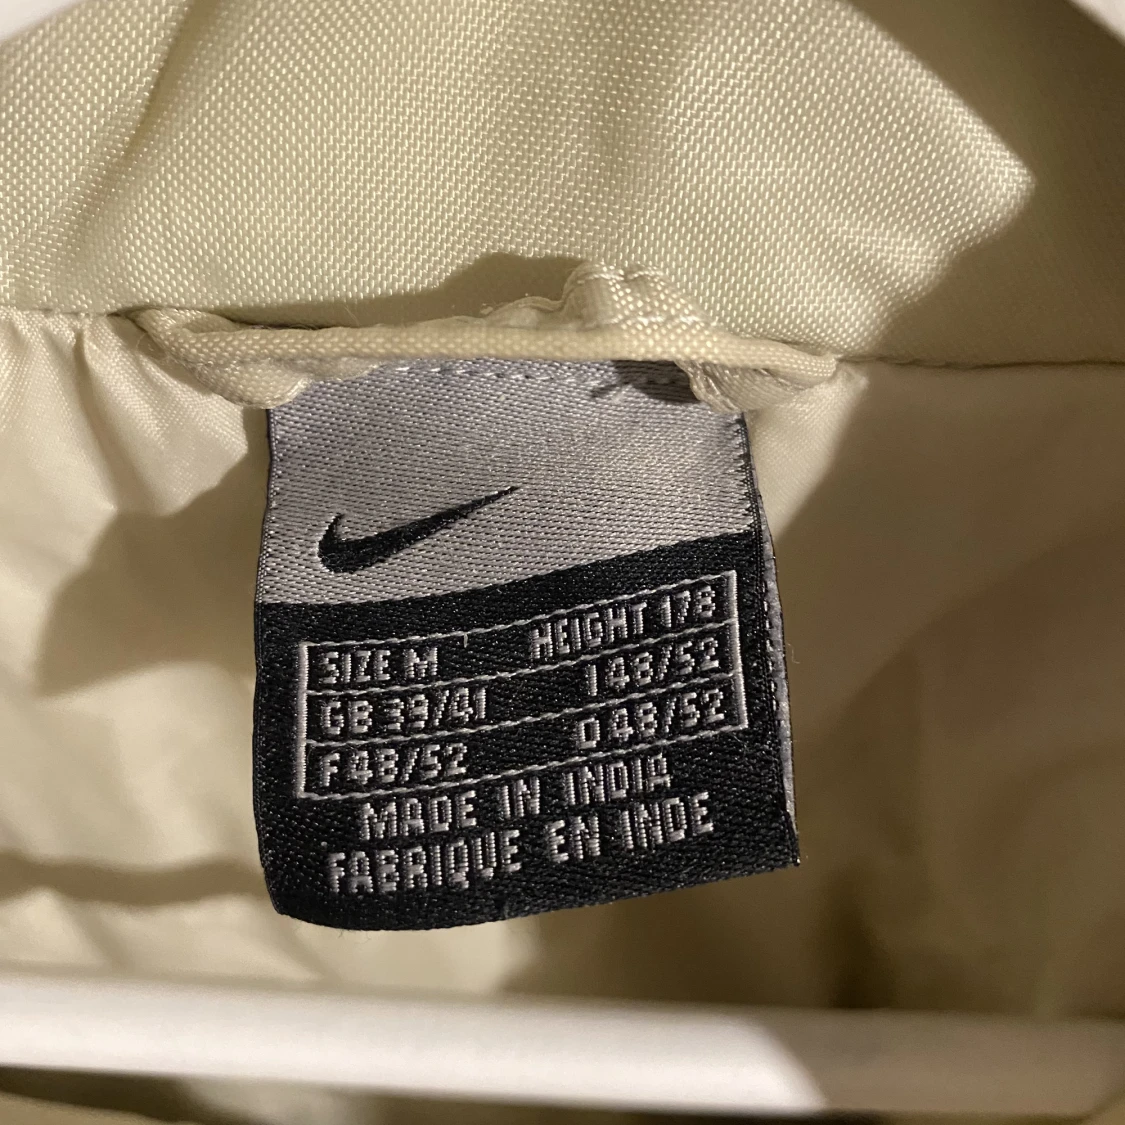 SIZE M HEIGHT 178
GB 39/41 I 48/52
F 48/52 D 48/52
MADE IN INDIA
FABRIQUE EN INDE